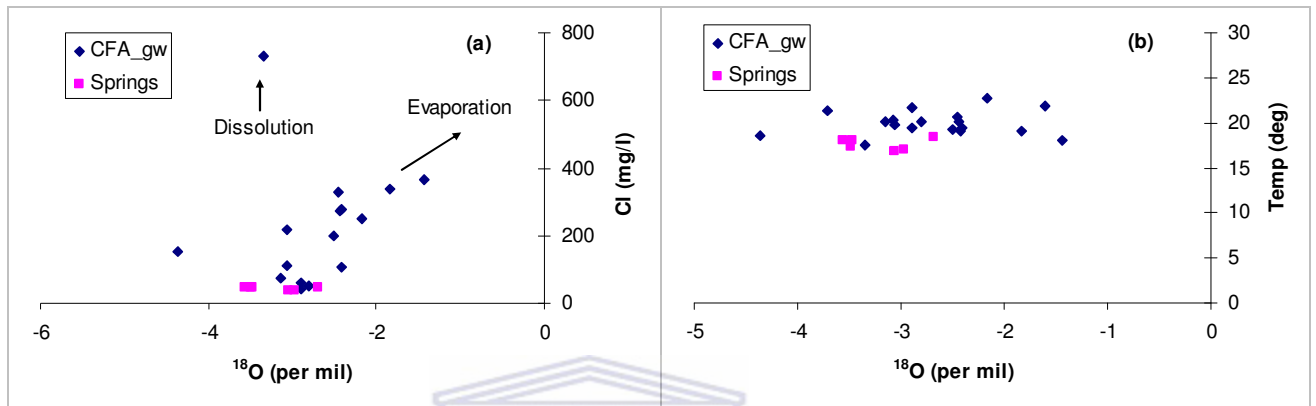 CFA_gw
Springs
(a)
Dissolution
Evaporation
800
600
400
200
0
Cl (mg/l)
-6
-4
-2
0
¹⁸O (per mil)
CFA_gw
Springs
(b)
30
25
20
15
10
5
0
Temp (deg)
-5
-4
-3
-2
-1
0
¹⁸O (per mil)